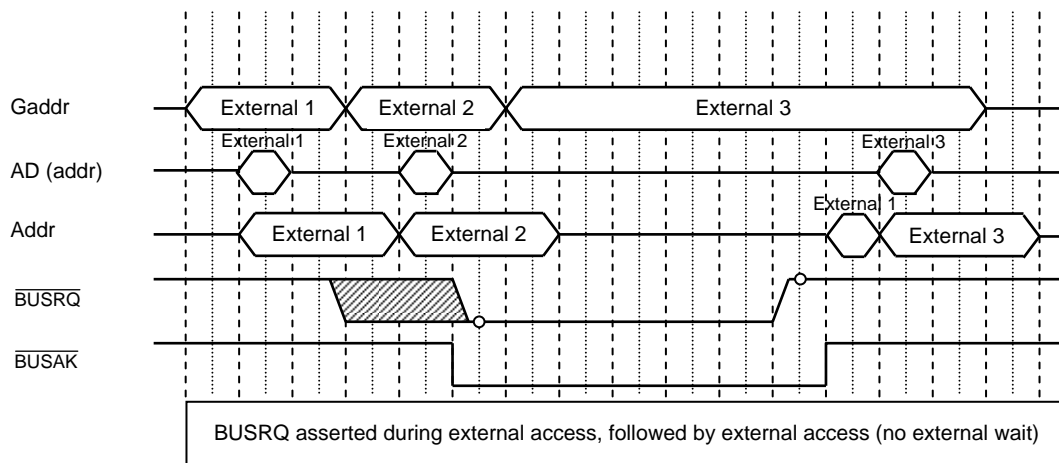 Gaddr
External 1
External 2
External 3
External 1
External 2
External 3
AD (addr)
External 1
Addr
External 1
External 2
External 3
BUSRQ
BUSAK
BUSRQ asserted during external access, followed by external access (no external wait)